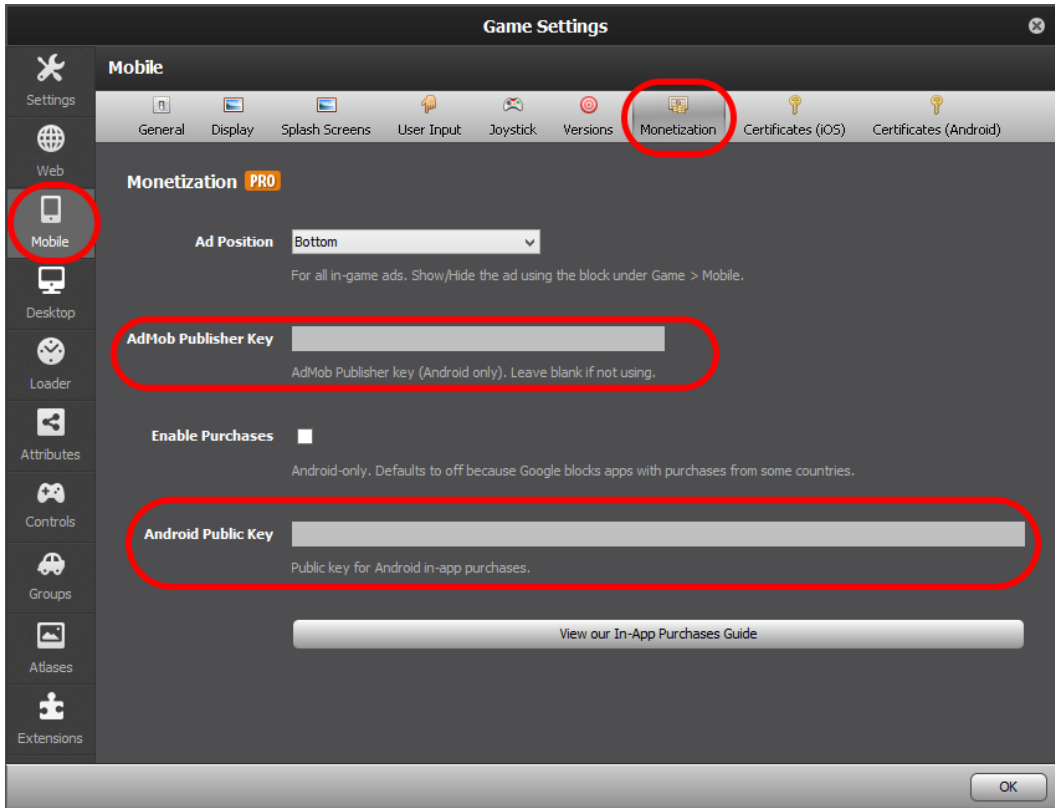 Game Settings
Settings
Web
Mobile
Desktop
Loader
Attributes
Controls
Groups
Atlases
Extensions
Mobile
General
Display
Splash Screens
User Input
Joystick
Versions
Monetization
Certificates (iOS)
Certificates (Android)
Monetization PRO
Ad Position Bottom
For all in-game ads. Show/Hide the ad using the block under Game > Mobile.
AdMob Publisher Key
AdMob Publisher key (Android only). Leave blank if not using.
Enable Purchases
Android-only. Defaults to off because Google blocks apps with purchases from some countries.
Android Public Key
Public key for Android in-app purchases.
View our In-App Purchases Guide
OK